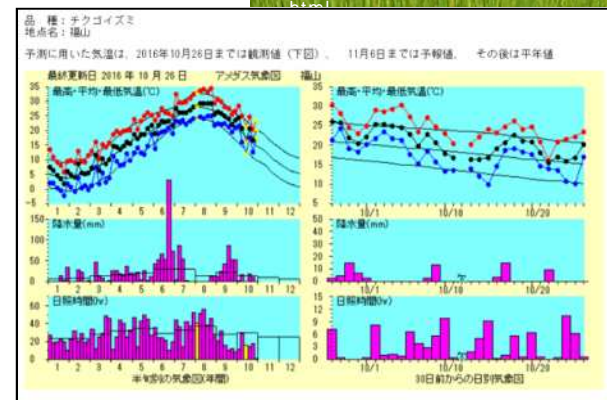 html
品　種：チクゴイズミ
地点名：福山
予測に用いた気温は、2016年10月26日までは観測値（下図）、　11月6日までは予報値、　その後は平年値
最終更新日 2016 年 10 月 26 日　アメダス気象図　福山
最高・平均・最低気温(℃)
35
30
25
20
15
10
5
0
-5
1 2 3 4 5 6 7 8 9 10 11 12
降水量(mm)
150
100
50
0
1 2 3 4 5 6 7 8 9 10 11 12
日照時間(hr)
60
40
20
0
1 2 3 4 5 6 7 8 9 10 11 12
半旬別の気象図(年間)
最高・平均・最低気温(℃)
35
30
25
20
15
10
5
10/1 10/10 10/20
降水量(mm)
50
40
30
20
10
0
10/1 10/10 10/20
日照時間(hr)
15
12
9
6
3
0
10/1 10/10 10/20
30日前からの日別気象図